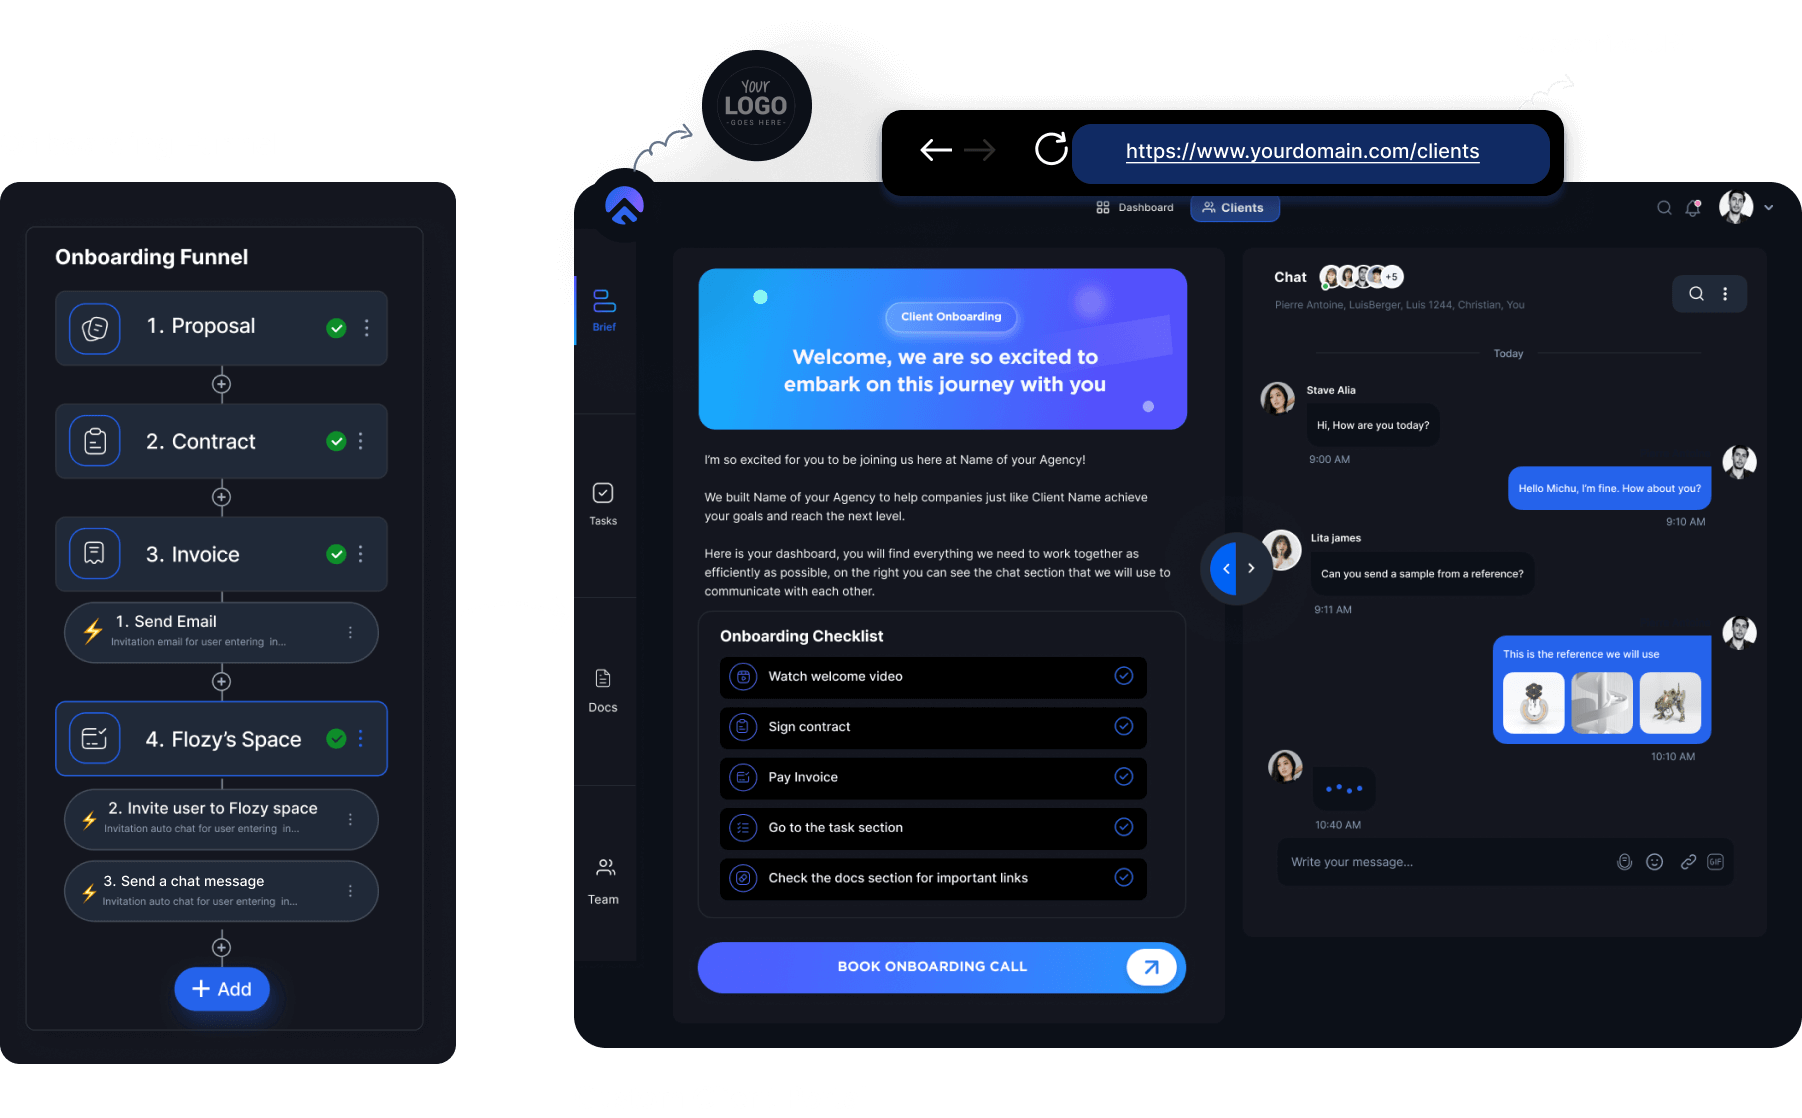 Onboarding Funnel
1. Proposal
2. Contract
3. Invoice
1. Send Email
Invitation email for user entering in...
4. Flozy's Space
2. Invite user to Flozy space
Invitation auto chat for user entering in...
3. Send a chat message
Invitation auto chat for user entering in...
+ Add
YOUR
LOGO
-GOES HERE-
https://www.yourdomain.com/clients
Dashboard
Clients
Brief
Tasks
Docs
Team
Client Onboarding
Welcome, we are so excited to
embark on this journey with you
I'm so excited for you to be joining us here at Name of your Agency!
We built Name of your Agency to help companies just like Client Name achieve
your goals and reach the next level.
Here is your dashboard, you will find everything we need to work together as
efficiently as possible, on the right you can see the chat section that we will use to
communicate with each other.
Onboarding Checklist
Watch welcome video
Sign contract
Pay Invoice
Go to the task section
Check the docs section for important links
BOOK ONBOARDING CALL
Chat
+5
Pierre Antoine, LuisBerger, Luis 1244, Christian, You
Today
Stave Alia
Hi, How are you today?
9:00 AM
Hello Michu, I'm fine. How about you?
9:10 AM
Lita james
Can you send a sample from a reference?
9:11 AM
This is the reference we will use
10:10 AM
10:40 AM
Write your message...
GIF